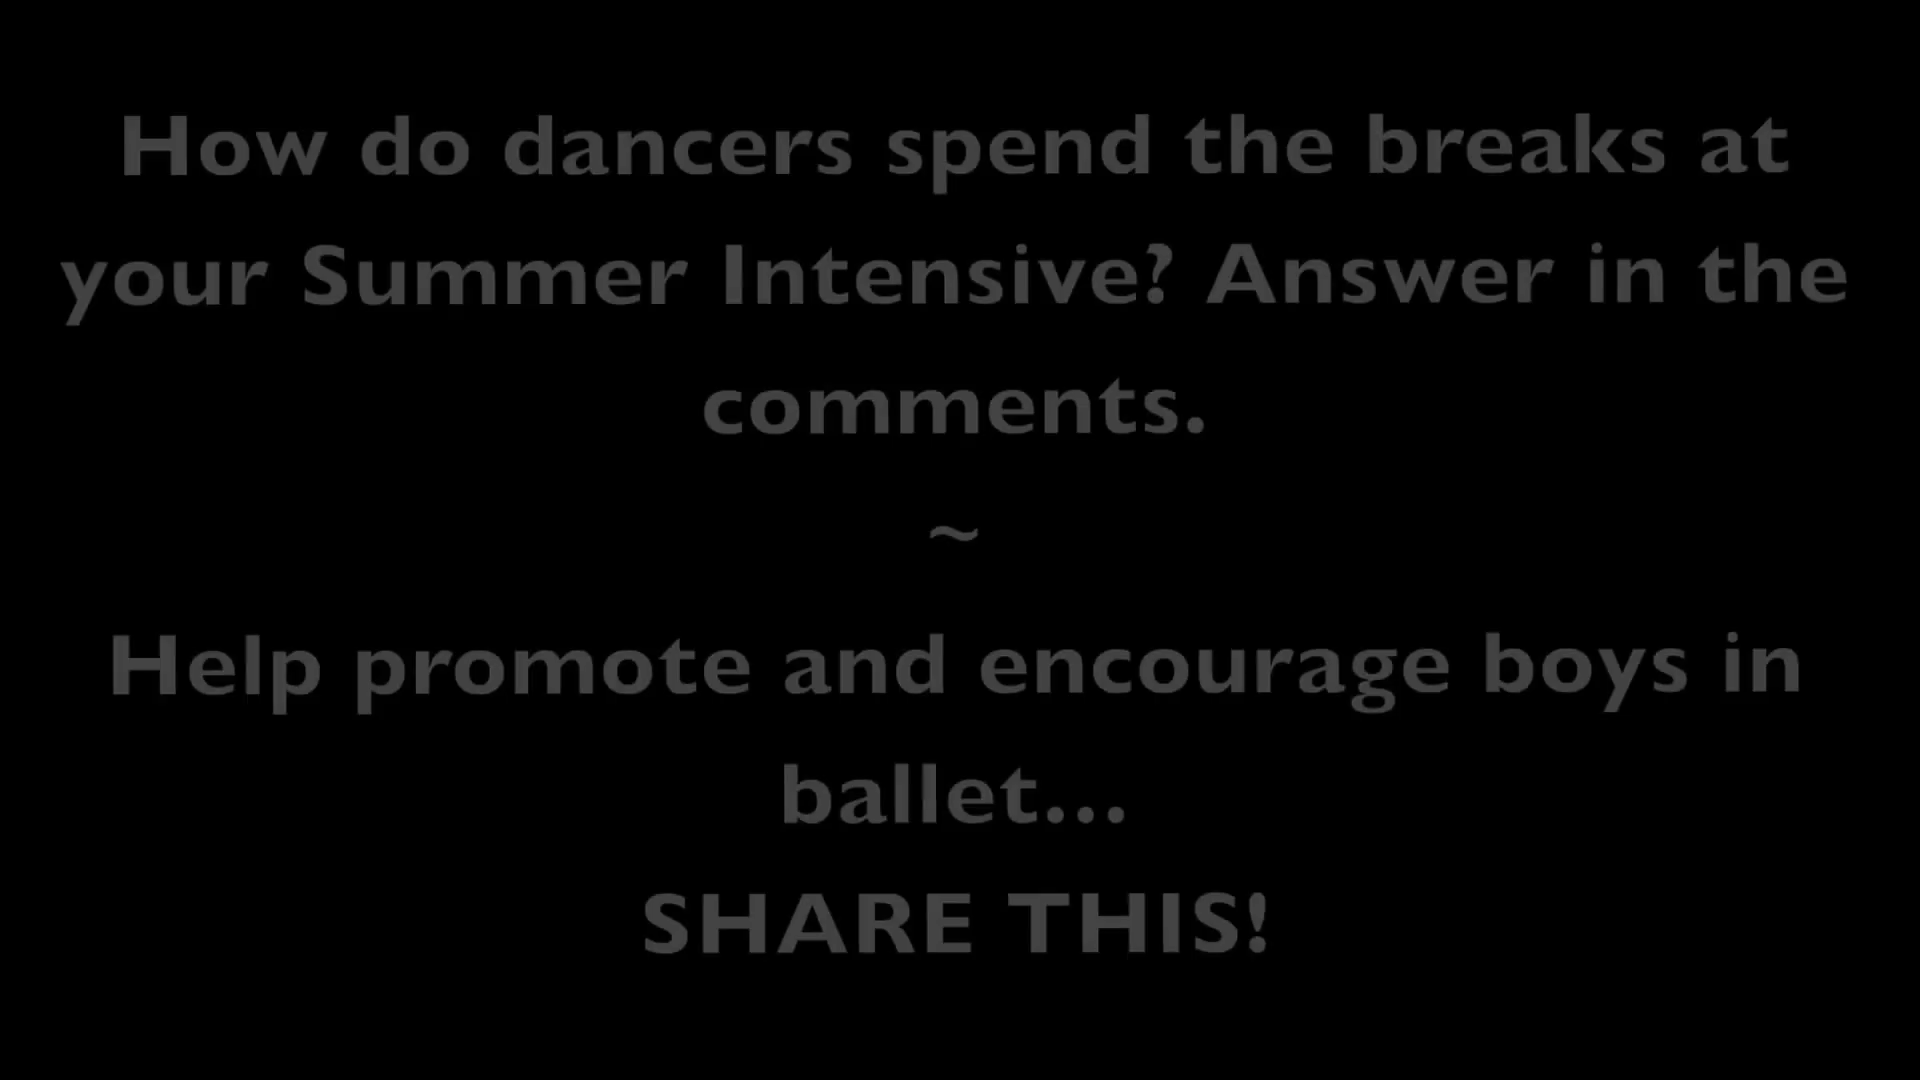 How do dancers spend the breaks at
your Summer Intensive? Answer in the
comments.
~
Help promote and encourage boys in
ballet...
SHARE THIS!